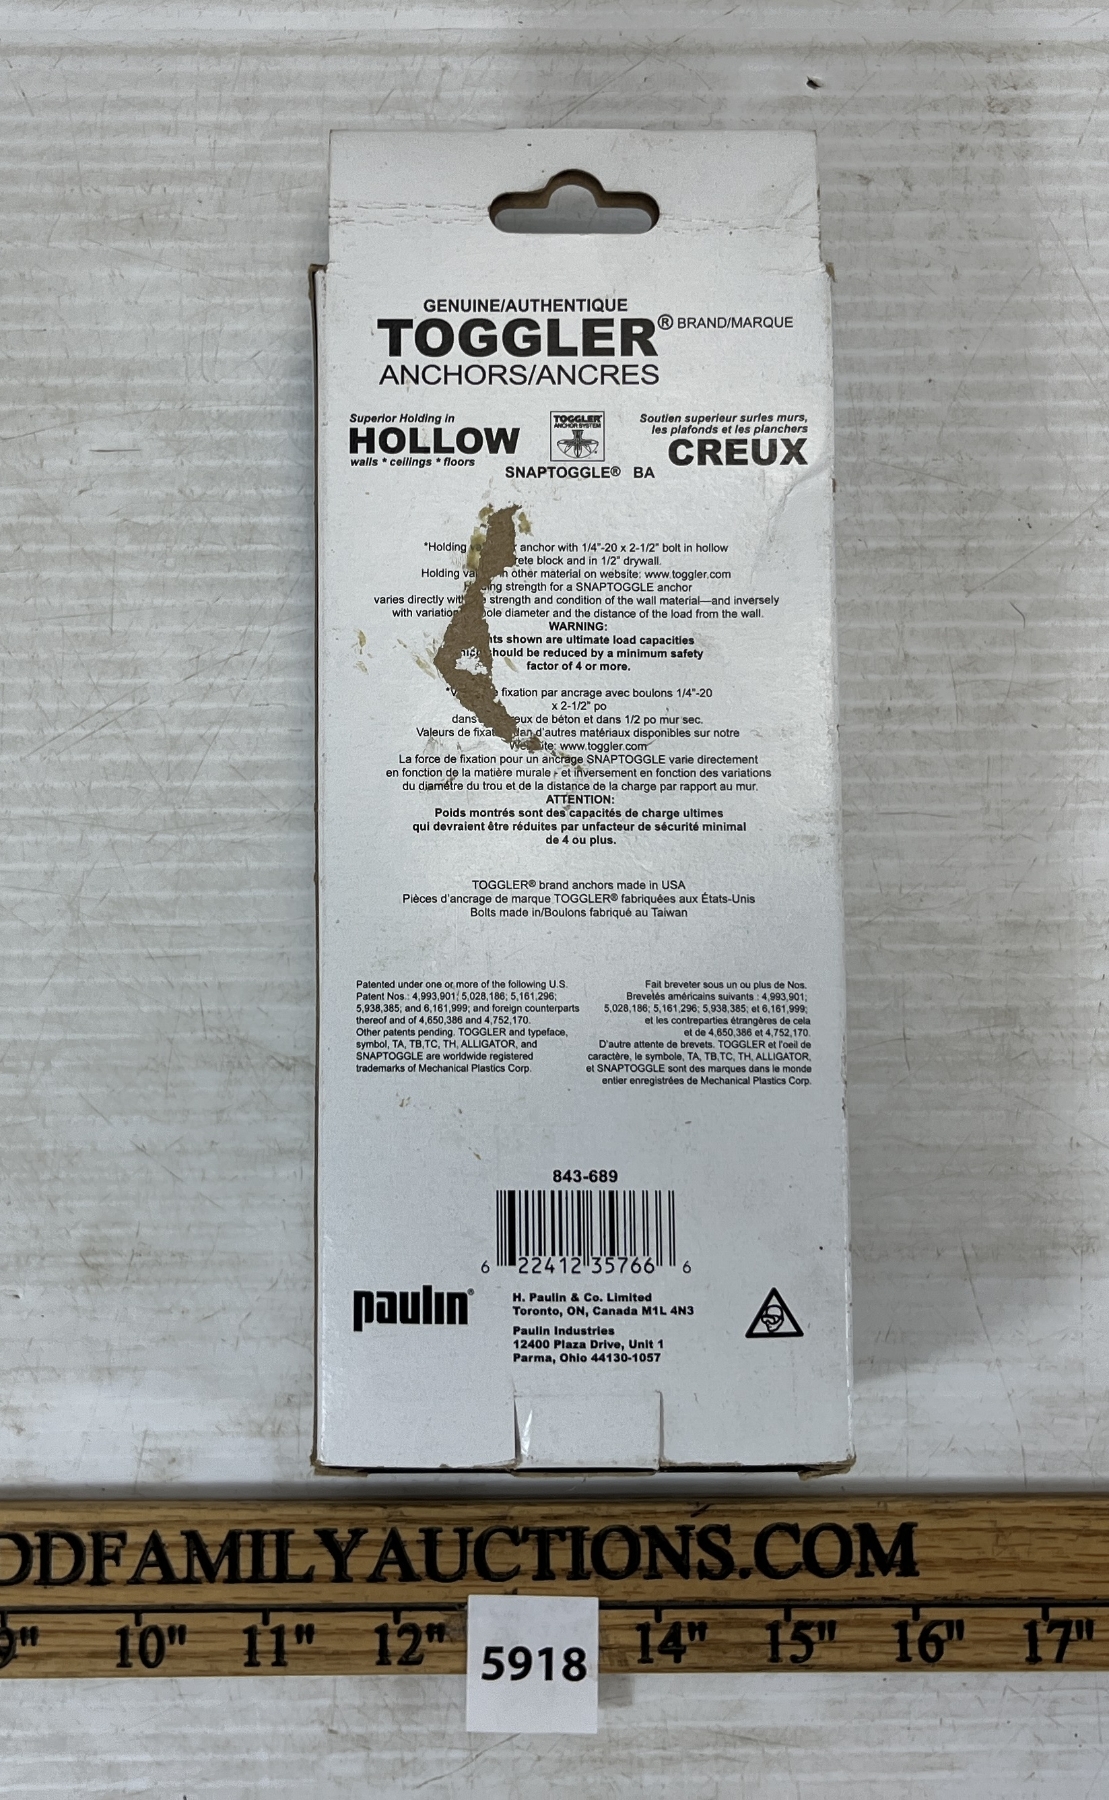 GENUINE/AUTHENTIQUE
TOGGLER® BRAND/MARQUE
ANCHORS/ANCRES
Superior Holding in
HOLLOW
walls * ceilings * floors
TOGGLER
ANCHOR SYSTEM
SNAPTOGGLE® BA
Soutien superieur surles murs,
les plafonds et les planchers
CREUX
*Holding anchor with 1/4"-20 x 2-1/2" bolt in hollow
block and in 1/2" drywall.
Holding in other material on website: www.toggler.com
strength for a SNAPTOGGLE anchor
varies directly strength and condition of the wall material—and inversely
with diameter and the distance of the load from the wall.
WARNING:
shown are ultimate load capacities
should be reduced by a minimum safety
factor of 4 or more.
fixation par ancrage avec boulons 1/4"-20
x 2-1/2" po
dans de béton et dans 1/2 po mur sec.
Valeurs de d'autres matériaux disponibles sur notre
www.toggler.com
La force de fixation pour un ancrage SNAPTOGGLE varie directement
en fonction de la matière murale - et inversement en fonction des variations
du diamétre du trou et de la distance de la charge par rapport au mur.
ATTENTION:
Poids montrés sont des capacités de charge ultimes
qui devraient être réduites par unfacteur de sécurité minimal
de 4 ou plus.
TOGGLER® brand anchors made in USA
Pièces d'ancrage de marque TOGGLER® fabriquées aux États-Unis
Bolts made in/Boulons fabriqué au Taiwan
Patented under one or more of the following U.S.
Patent Nos.: 4,993,901; 5,028,186; 5,161,296;
5,938,385; and 6,161,999; and foreign counterparts
thereof and of 4,650,386 and 4,752,170.
Other patents pending. TOGGLER and typeface,
symbol, TA, TB,TC, TH, ALLIGATOR, and
SNAPTOGGLE are worldwide registered
trademarks of Mechanical Plastics Corp.
Fait breveter sous un ou plus de Nos.
Brevetés américains suivants : 4,993,901;
5,028,186; 5,161,296; 5,938,385; et 6,161,999;
et les contreparties étrangères de cela
et de 4,650,386 et 4,752,170.
D'autre attente de brevets. TOGGLER et l'oeil de
caractère, le symbole, TA, TB,TC, TH, ALLIGATOR,
et SNAPTOGGLE sont des marques dans le monde
entier enregistrées de Mechanical Plastics Corp.
843-689
6 22412 35766 6
paulin®
H. Paulin & Co. Limited
Toronto, ON, Canada M1L 4N3
Paulin Industries
12400 Plaza Drive, Unit 1
Parma, Ohio 44130-1057
DDFAMILYAUCTIONS.COM
9" 10" 11" 12" 14" 15" 16" 17"
5918